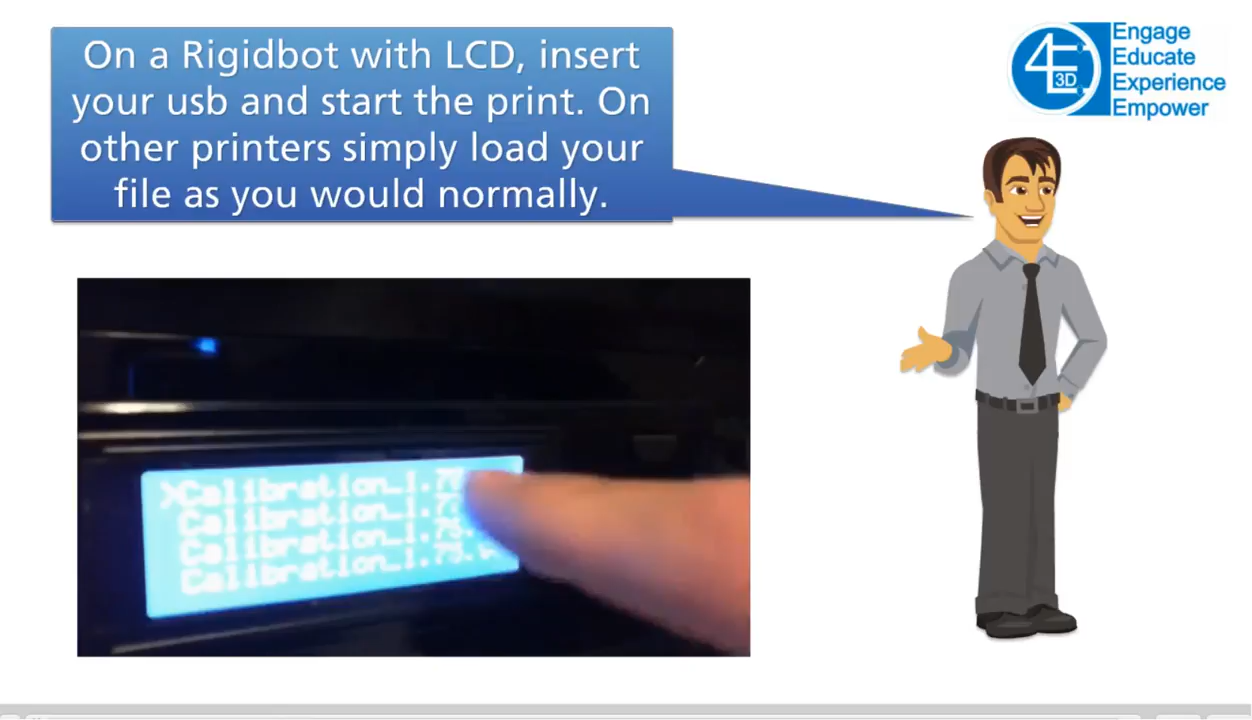 On a Rigidbot with LCD, insert
your usb and start the print. On
other printers simply load your
file as you would normally.
4E
3D
Engage
Educate
Experience
Empower
>Calibration_1.75
Calibration_1.75
Calibration_1.75.
Calibration_1.75.